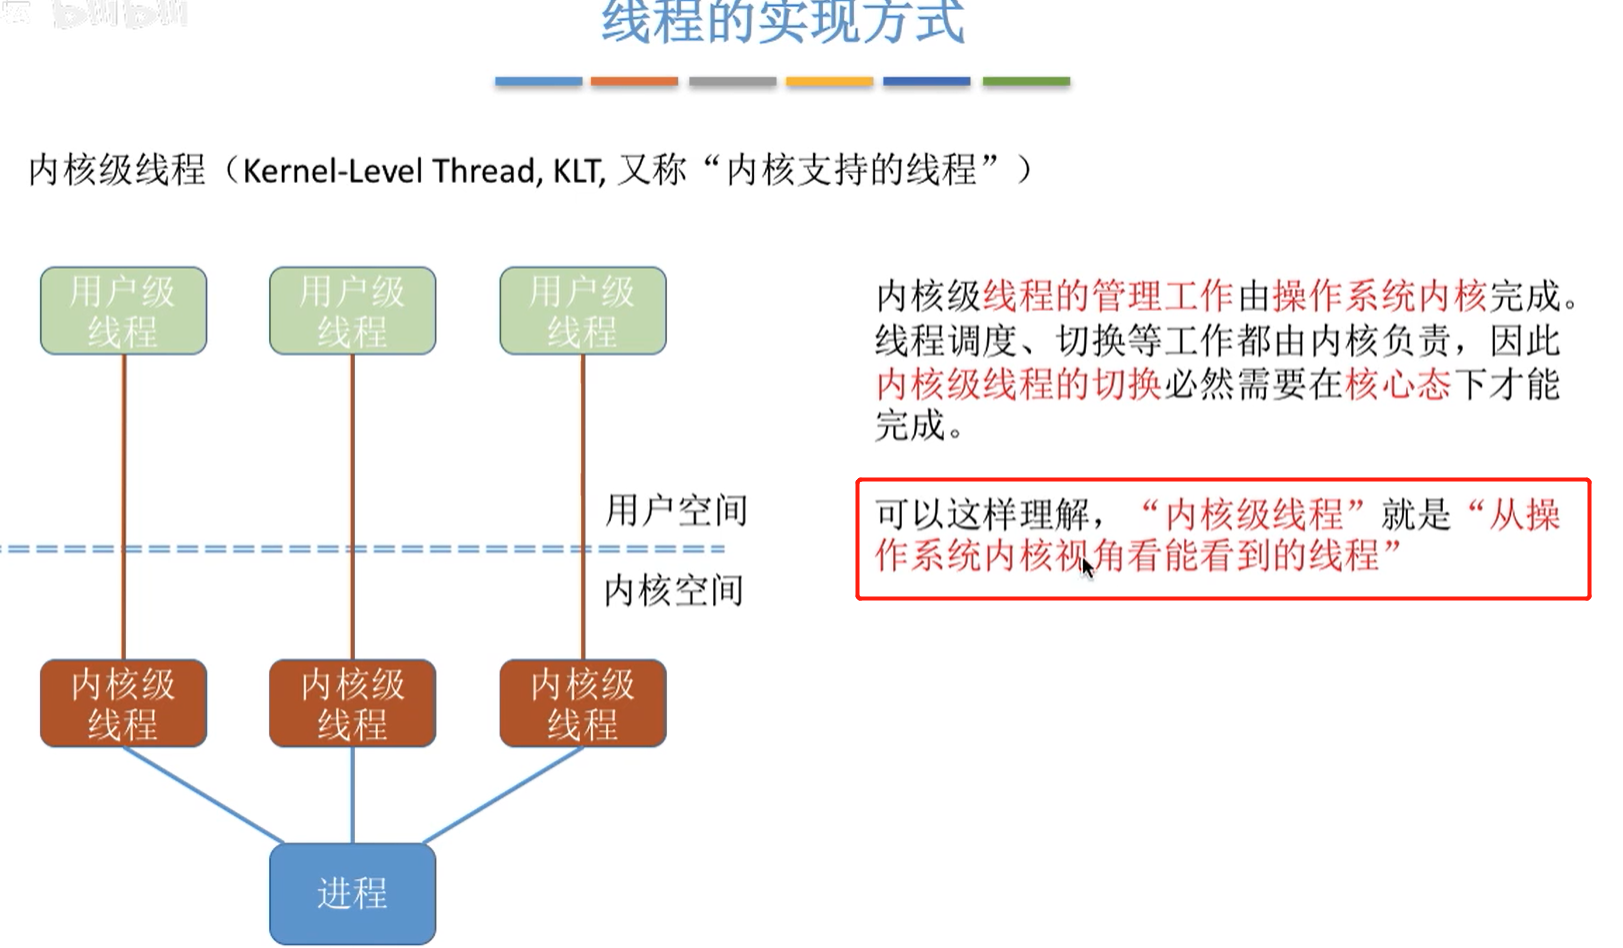 线程的实现方式
内核级线程（Kernel-Level Thread, KLT, 又称“内核支持的线程”）
用户级
线程
用户级
线程
用户级
线程
内核级线程的管理工作由操作系统内核完成。
线程调度、切换等工作都由内核负责，因此
内核级线程的切换必然需要在核心态下才能
完成。
可以这样理解，“内核级线程”就是“从操
作系统内核视角看能看到的线程”
用户空间
内核空间
内核级
线程
内核级
线程
内核级
线程
进程